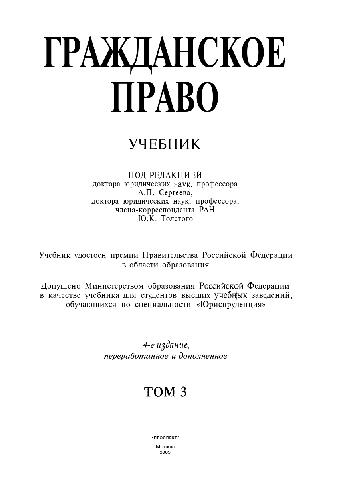 ГРАЖДАНСКОЕ
ПРАВО
УЧЕБНИК
ПОД РЕДАКЦИЕЙ
доктора юридических наук, профессора
А.П. Сергеева,
доктора юридических наук, профессора,
члена-корреспондента РАН
Ю.К. Толстого
Учебник удостоен премии Правительства Российской Федерации
в области образования
Допущено Министерством образования Российской Федерации
в качестве учебника для студентов высших учебных заведений,
обучающихся по специальности «Юриспруденция»
4-е издание,
переработанное и дополненное
ТОМ 3
Москва